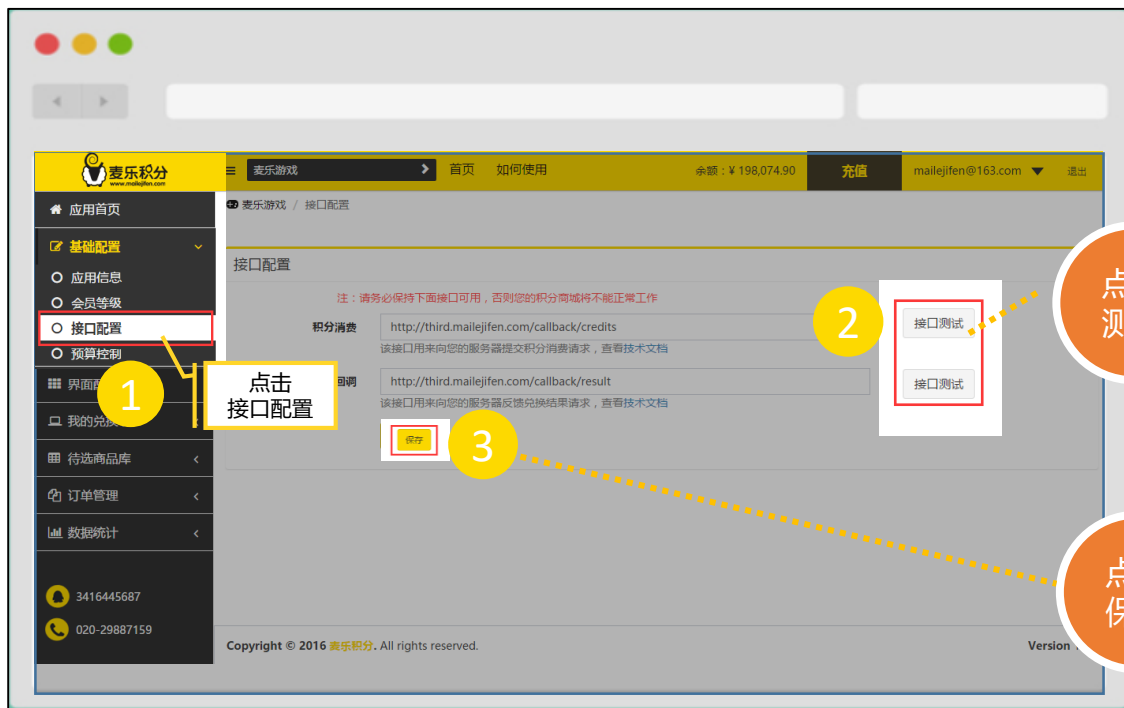 麦乐积分
www.mailejifen.com
麦乐游戏
首页
如何使用
余额：¥ 198,074.90
充值
mailejifen@163.com
退出
应用首页
麦乐游戏 / 接口配置
基础配置
接口配置
应用信息
会员等级
注：请务必保持下面接口可用，否则您的积分商城将不能正常工作
接口配置
积分消费
http://third.mailejifen.com/callback/credits
2
接口测试
点
测
该接口用来向您的服务器提交积分消费请求，查看技术文档
预算控制
界面
1
点击
接口配置
回调
http://third.mailejifen.com/callback/result
接口测试
该接口用来向您的服务器反馈兑换结果请求，查看技术文档
我的兑换
保存
3
待选商品库
订单管理
数据统计
点
保
3416445687
020-29887159
Copyright © 2016 麦乐积分. All rights reserved.
Version